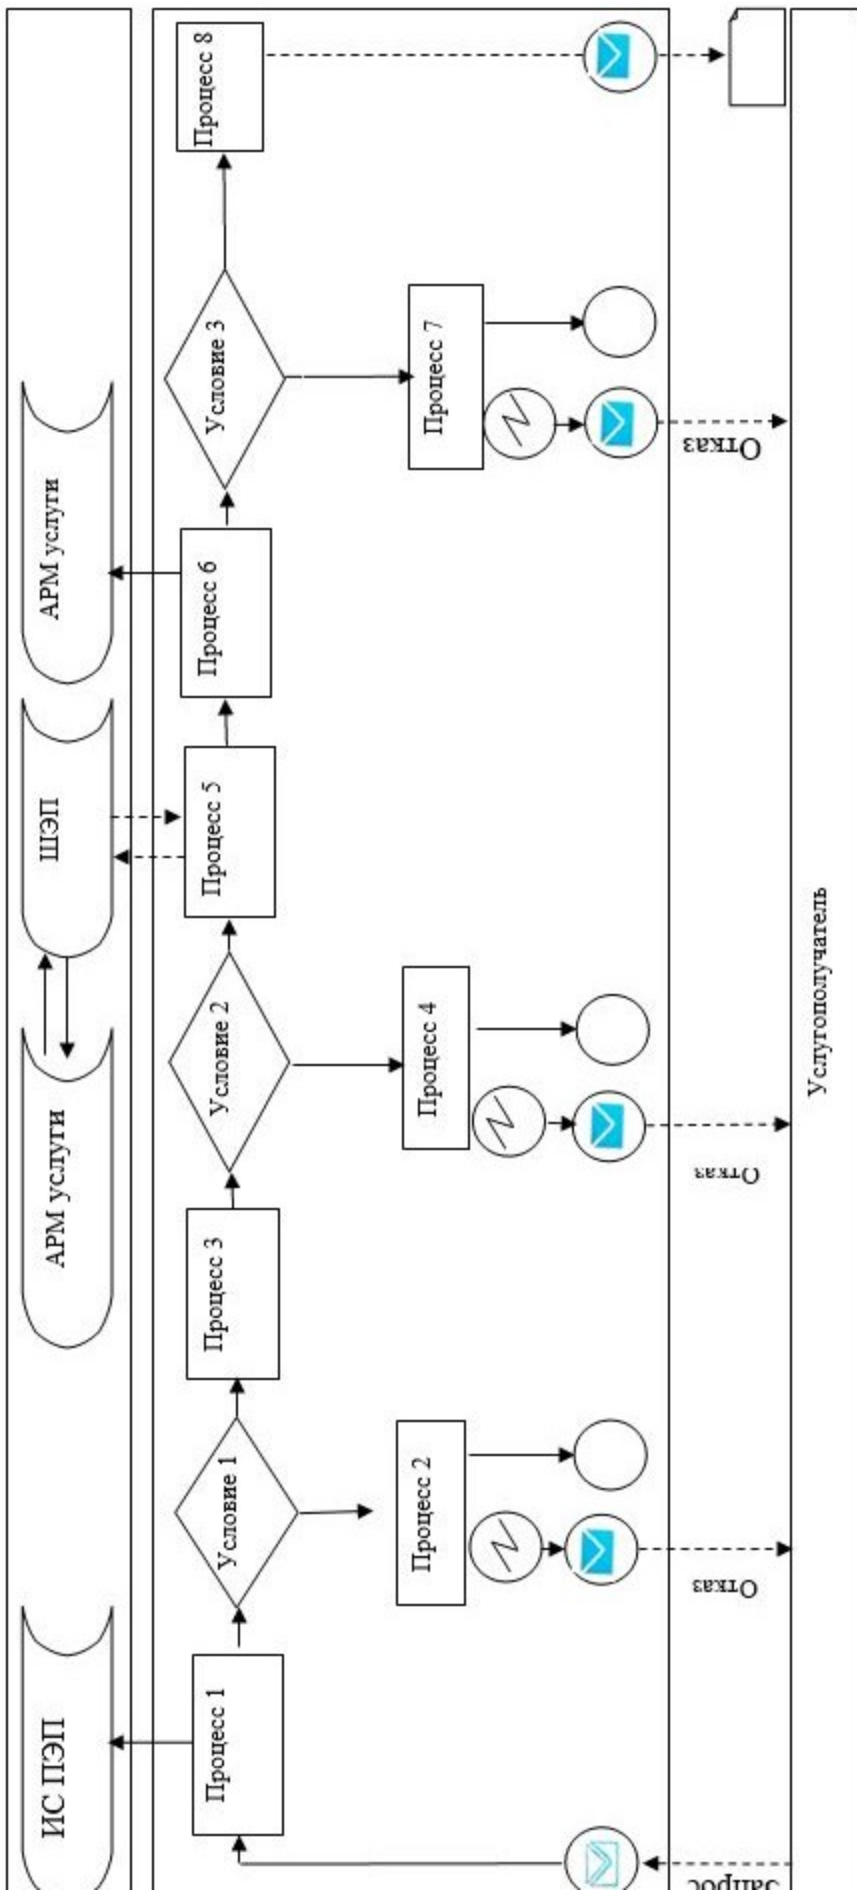 ИС ПЭП
АРМ услуги
ШЭП
АРМ услуги
Процесс 1
Условие 1
Процесс 3
Условие 2
Процесс 5
Процесс 6
Условие 3
Процесс 8
Процесс 2
Процесс 4
Процесс 7
Запрос
Отказ
Отказ
Отказ
Услугополучатель